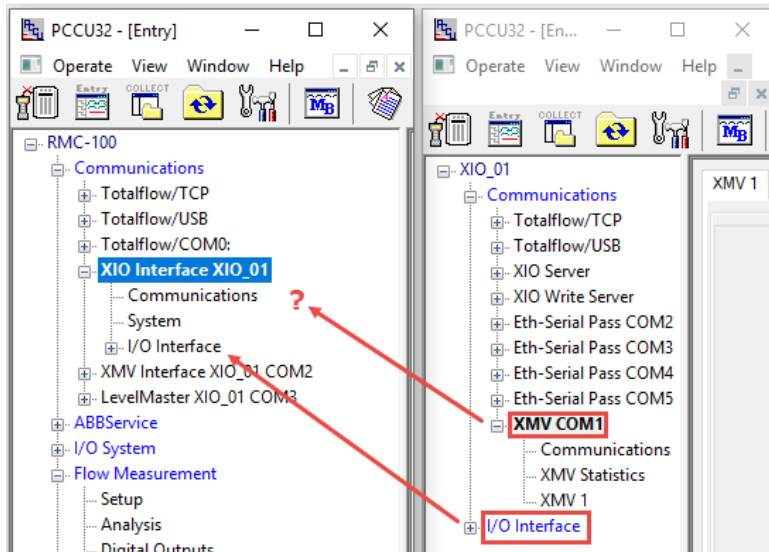 PCCU32 - [Entry]
Operate View Window Help
Entry
COLLECT
MB
RMC-100
Communications
Totalflow/TCP
Totalflow/USB
Totalflow/COM0:
XIO Interface XIO_01
Communications
System
I/O Interface
XMV Interface XIO_01 COM2
LevelMaster XIO_01 COM3
ABBService
I/O System
Flow Measurement
Setup
Analysis
Digital Outputs
?
PCCU32 - [En...
Operate View Window Help
Entry
COLLECT
MB
XIO_01
Communications
Totalflow/TCP
Totalflow/USB
XIO Server
XIO Write Server
Eth-Serial Pass COM2
Eth-Serial Pass COM3
Eth-Serial Pass COM4
Eth-Serial Pass COM5
XMV COM1
Communications
XMV Statistics
XMV 1
I/O Interface
XMV 1